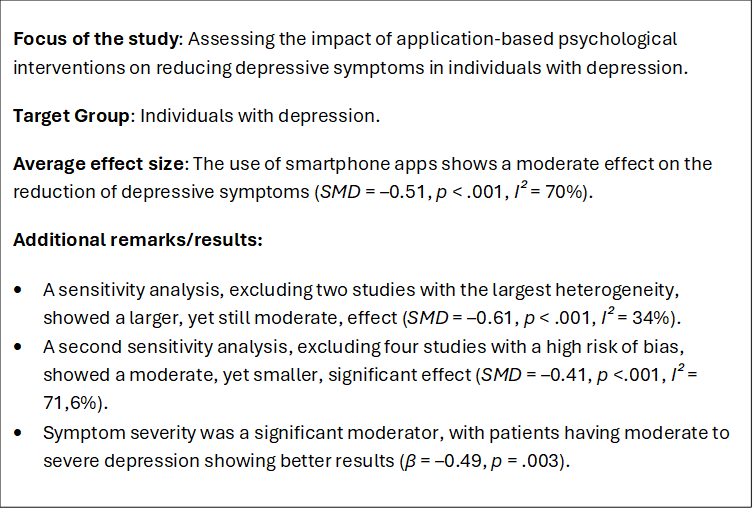 Focus of the study: Assessing the impact of application-based psychological
interventions on reducing depressive symptoms in individuals with depression.
Target Group: Individuals with depression.
Average effect size: The use of smartphone apps shows a moderate effect on the
reduction of depressive symptoms (SMD = –0.51, p < .001, I² = 70%).
Additional remarks/results:
• A sensitivity analysis, excluding two studies with the largest heterogeneity,
showed a larger, yet still moderate, effect (SMD = –0.61, p < .001, I² = 34%).
• A second sensitivity analysis, excluding four studies with a high risk of bias,
showed a moderate, yet smaller, significant effect (SMD = –0.41, p <.001, I² =
71,6%).
• Symptom severity was a significant moderator, with patients having moderate to
severe depression showing better results (β = –0.49, p = .003).